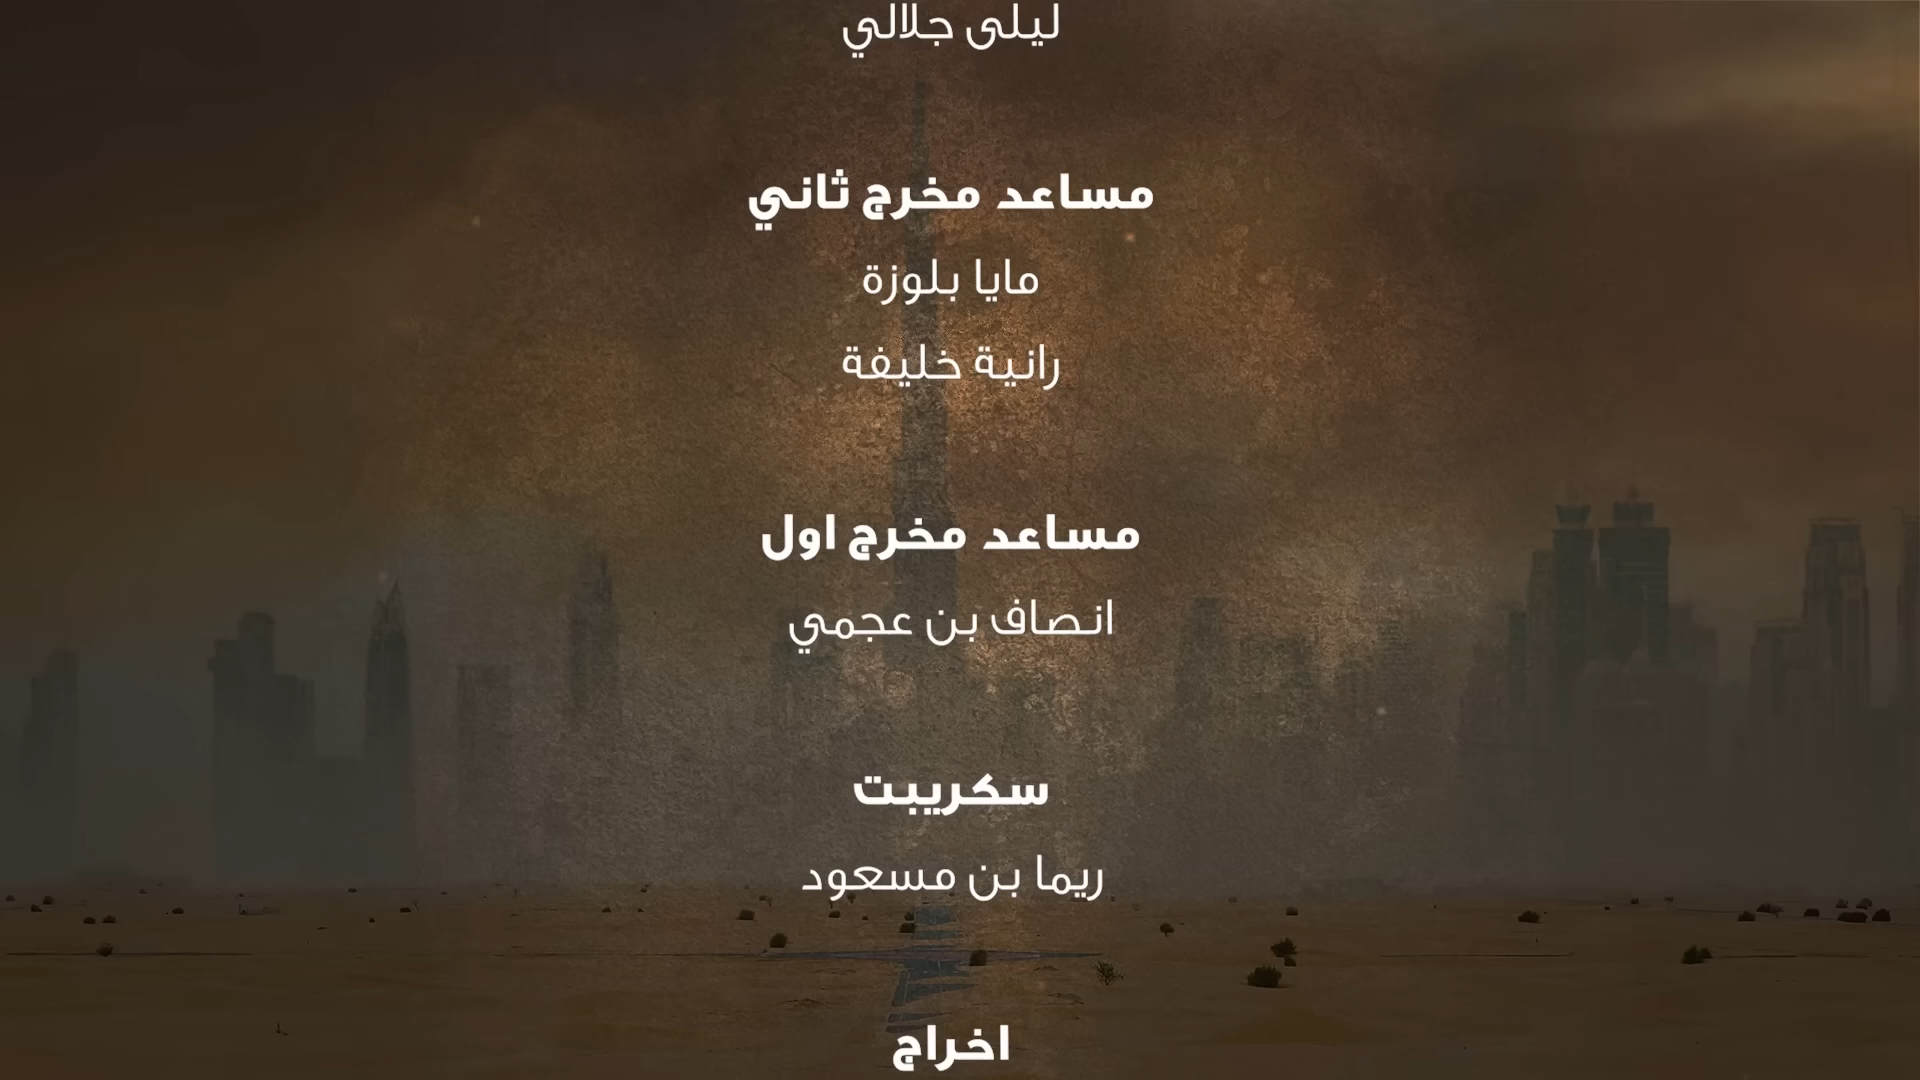 ليلى جلالي
مساعد مخرج ثاني
مايا بلوزة
رانية خليفة
مساعد مخرج اول
انصاف بن عجمي
سكريبت
ريما بن مسعود
اخراج